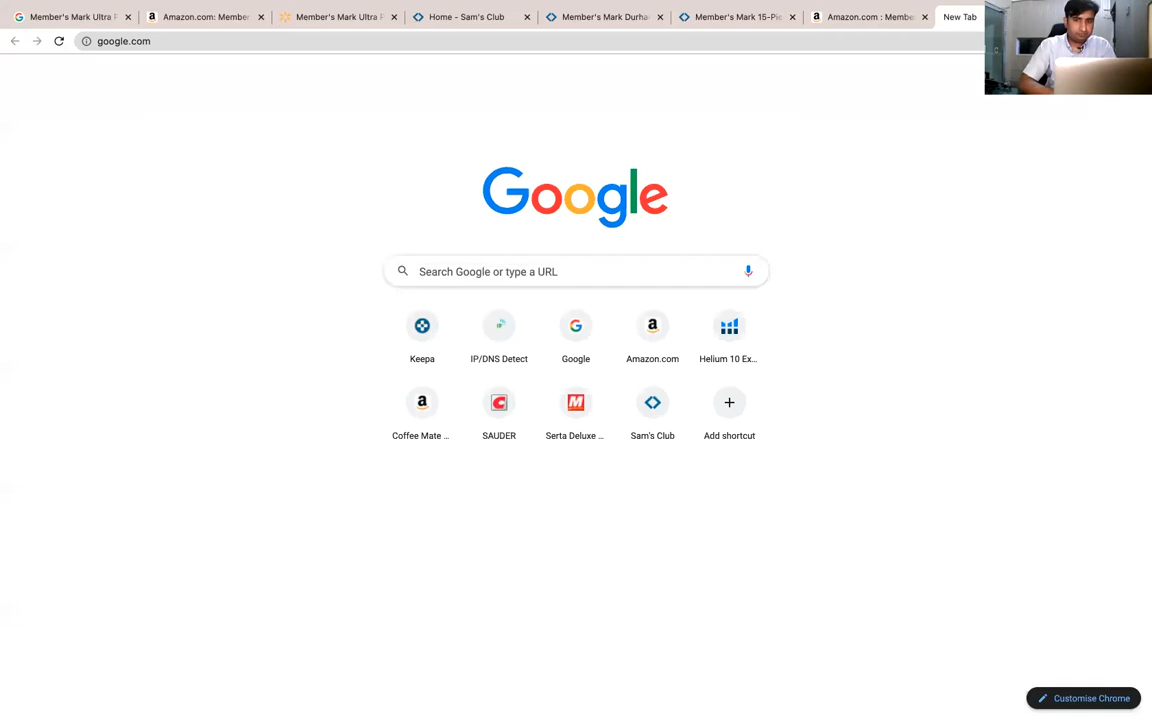 Member's Mark Ultra P
Amazon.com: Member
Member's Mark Ultra P
Home - Sam's Club
Member's Mark Durha
Member's Mark 15-Pie
Amazon.com : Membe
New Tab
google.com
Google
Search Google or type a URL
Keepa
IP/DNS Detect
Google
Amazon.com
Helium 10 Ex...
Coffee Mate ...
SAUDER
Serta Deluxe ...
Sam's Club
Add shortcut
Customise Chrome